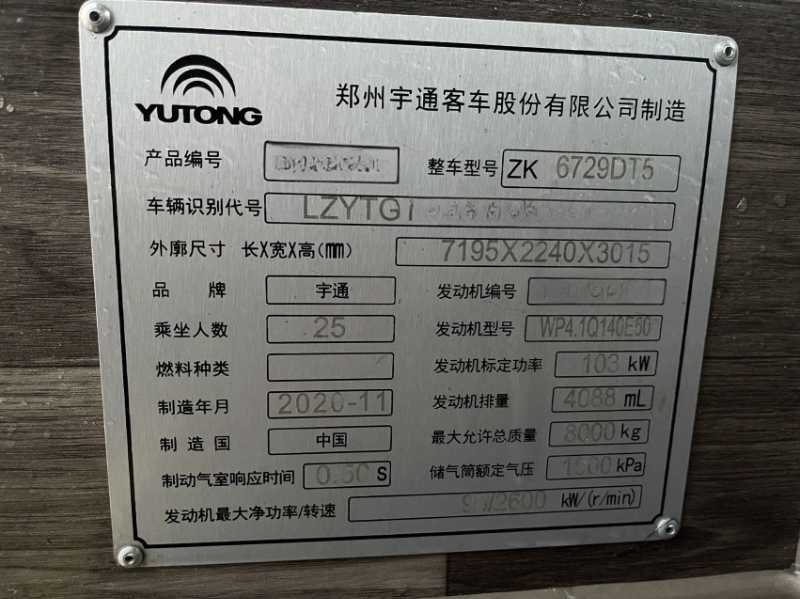 YUTONG
郑州宇通客车股份有限公司制造
产品编号 整车型号 ZK 6729DT5
车辆识别代号 LZYTG
外廓尺寸 长X宽X高(mm) 7195X2240X3015
品牌 宇通 发动机编号
乘坐人数 25 发动机型号 WP4.1Q140E50
燃料种类 发动机标定功率 103 kW
制造年月 2020-11 发动机排量 4088 mL
制造国 中国 最大允许总质量 8000 kg
制动气室响应时间 0.60 S 储气筒额定气压 kPa
发动机最大净功率/转速 /2600 kW/(r/min)